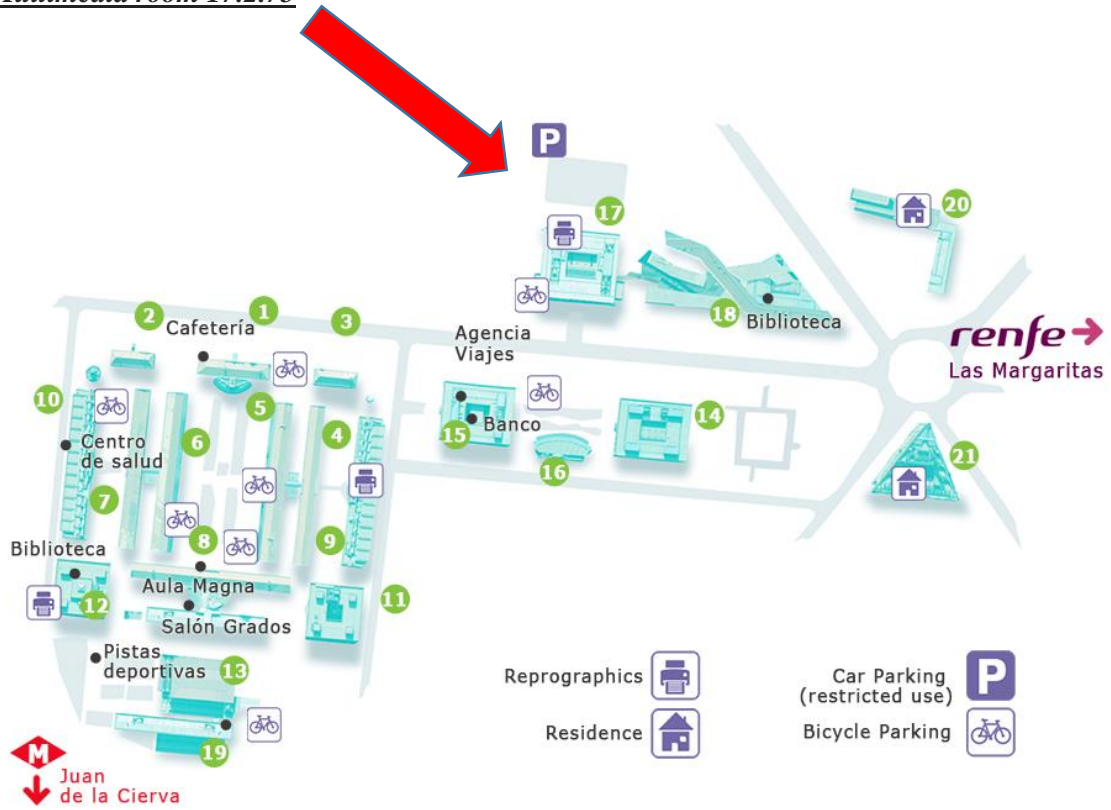 Multimedia room
P
17
20
2
1
3
Cafetería
18
Biblioteca
Agencia
Viajes
renfe
Las Margaritas
10
5
6
4
15
Banco
14
16
21
Centro
de salud
7
8
9
Biblioteca
Aula Magna
12
11
Salón Grados
Pistas
deportivas
13
19
Reprographics
Residence
Car Parking
(restricted use)
P
Bicycle Parking
M
Juan
de la Cierva